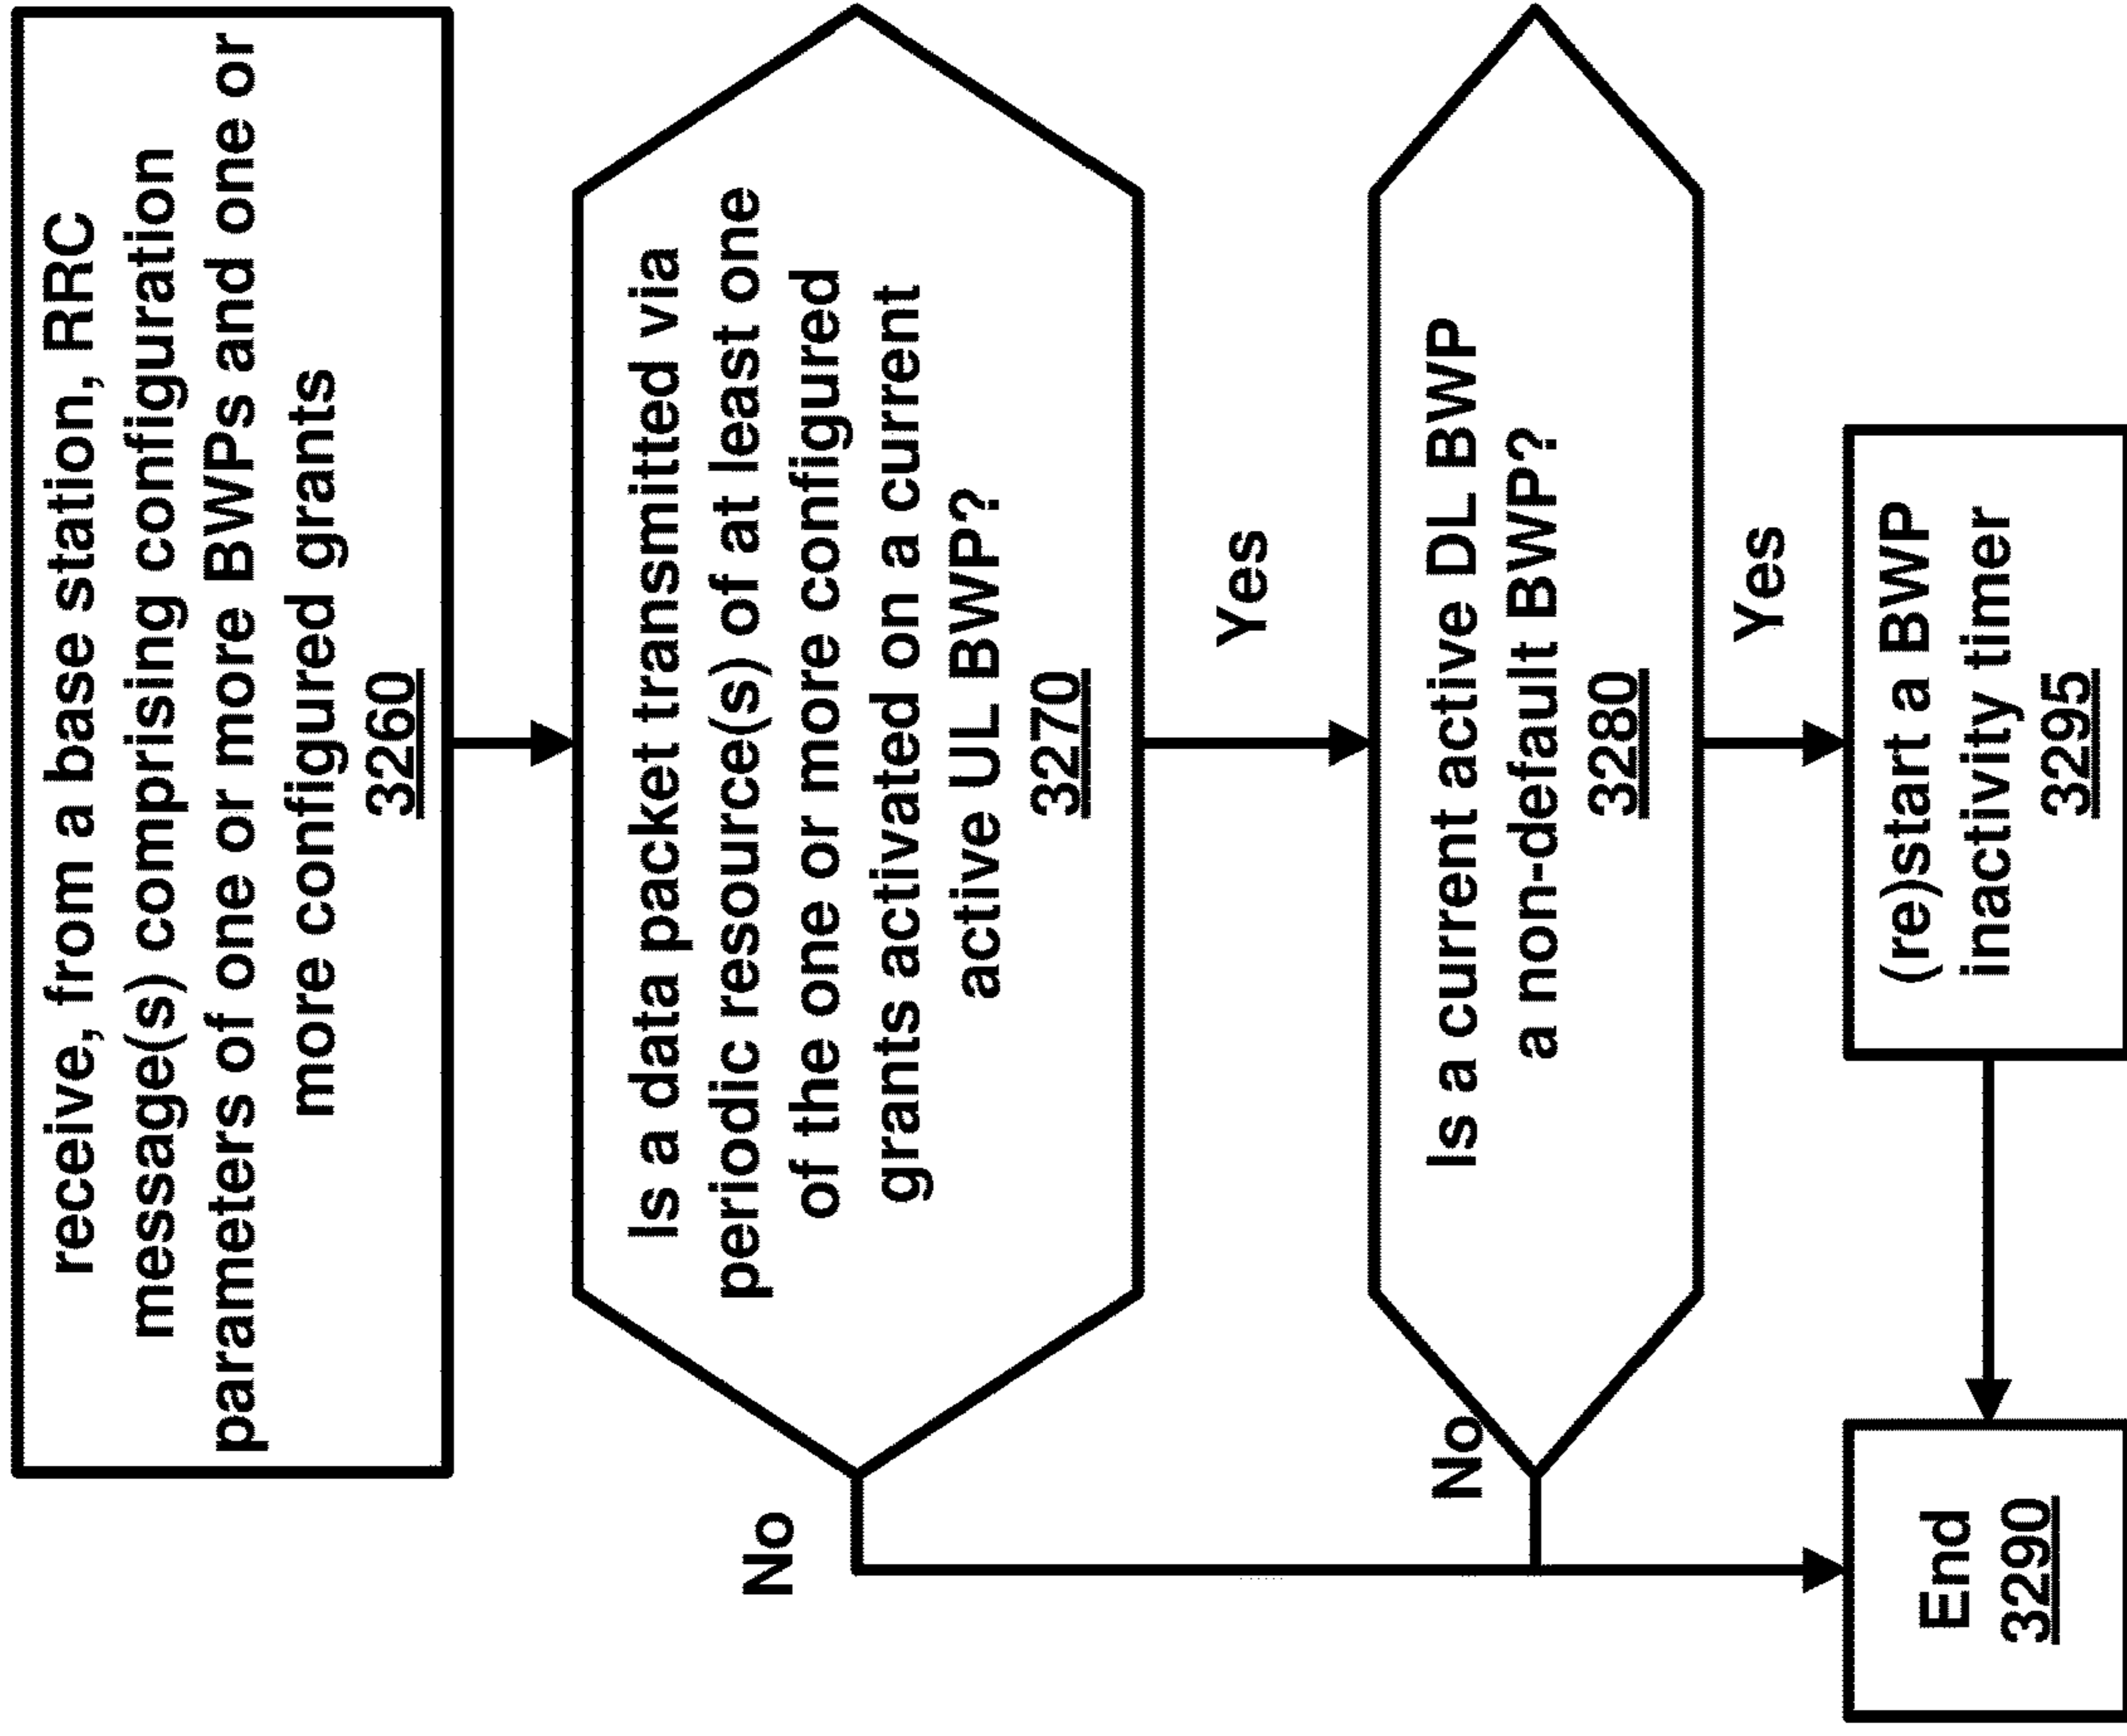 receive, from a base station, RRC
message(s) comprising configuration
parameters of one or more BWPs and one or
more configured grants
3260
Is a data packet transmitted via
periodic resource(s) of at least one
of the one or more configured
grants activated on a current
active UL BWP?
3270
No
Yes
Is a current active DL BWP
a non-default BWP?
3280
No
Yes
(re)start a BWP
inactivity timer
3295
End
3290